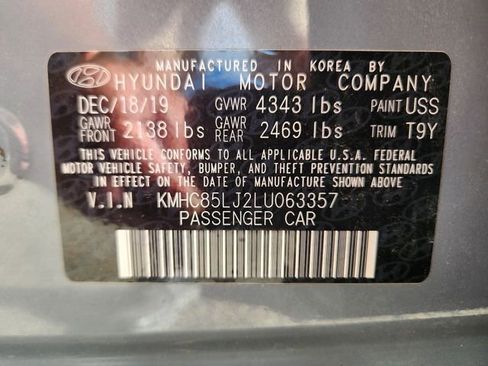 MANUFACTURED IN KOREA BY
HYUNDAI MOTOR COMPANY
DEC/18/19 GVWR 4343 lbs PAINT USS
GAWR FRONT 2138 lbs GAWR REAR 2469 lbs TRIM T9Y
THIS VEHICLE CONFORMS TO ALL APPLICABLE U.S.A. FEDERAL
MOTOR VEHICLE SAFETY, BUMPER, AND THEFT PREVENTION STANDARDS
IN EFFECT ON THE DATE OF MANUFACTURE SHOWN ABOVE.
V.I.N KMHC85LJ2LU063357
PASSENGER CAR